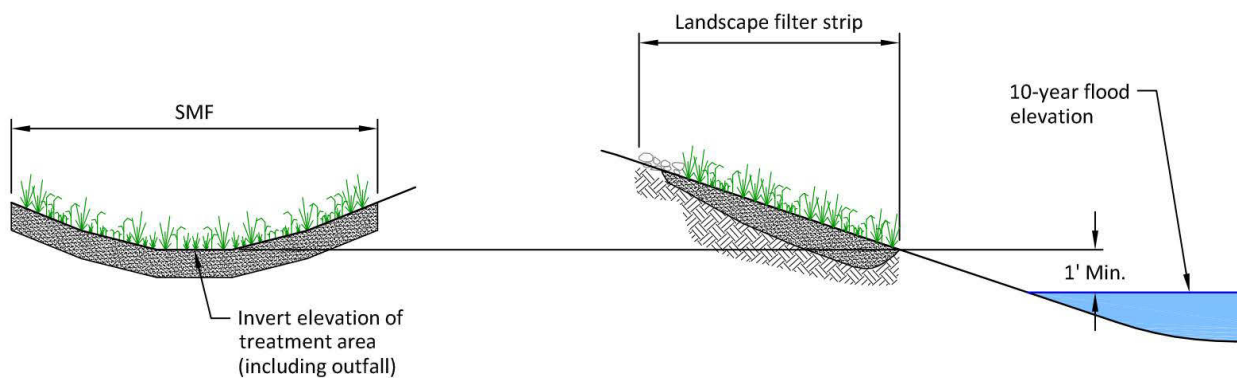 Landscape filter strip
SMF
10-year flood
elevation
1' Min.
Invert elevation of
treatment area
(including outfall)